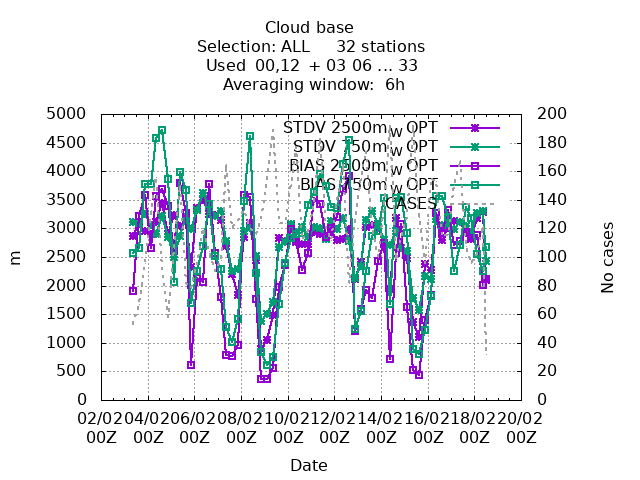 Cloud base
Selection: ALL 32 stations
Used 00,12 + 03 06 ... 33
Averaging window: 6h
5000
4500
4000
3500
3000
2500
2000
1500
1000
500
0
m
200
180
160
140
120
100
80
60
40
20
0
No cases
STDV 2500m_w OPT
STDV 750m_w OPT
BIAS 2500m_w OPT
BIAS 750m_w OPT
CASES
02/02 04/02 06/02 08/02 10/02 12/02 14/02 16/02 18/02 20/02
00Z 00Z 00Z 00Z 00Z 00Z 00Z 00Z 00Z 00Z
Date